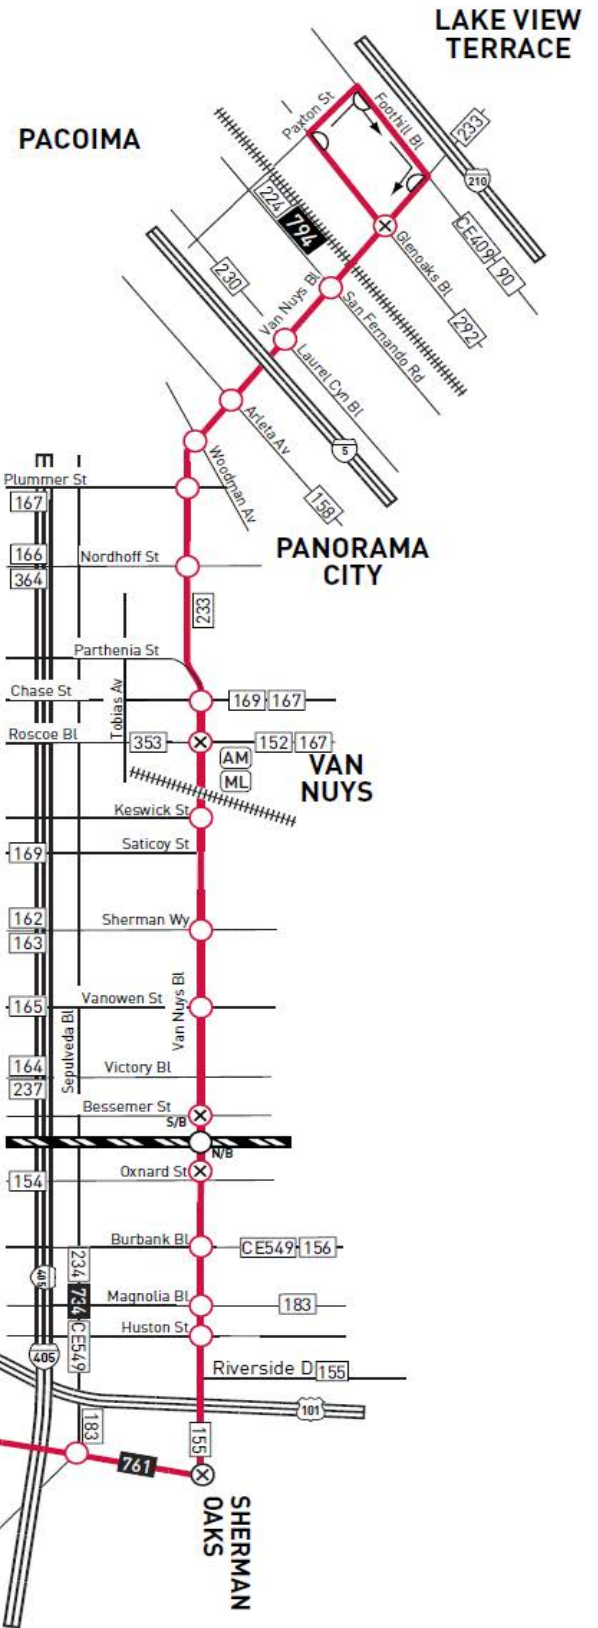 LAKE VIEW
TERRACE
PACOIMA
Paxton St
Foothill Bl
233
210
224
794
CE409
90
Glenoaks Bl
230
Van Nuys Bl
San Fernando Rd
292
Laurel Cyn Bl
Arleta Av
5
Woodman Av
158
Plummer St
167
PANORAMA
CITY
166
Nordhoff St
364
233
Parthenia St
Tobias Av
Chase St
169
167
Roscoe Bl
353
152
167
AM
ML
VAN
NUYS
Keswick St
Saticoy St
169
162
Sherman Wy
163
Van Nuys Bl
165
Vanowen St
Sepulveda Bl
164
Victory Bl
237
Bessemer St
S/B
N/B
Oxnard St
154
Burbank Bl
CE549
156
234
734
CE549
405
Magnolia Bl
183
Huston St
405
Riverside D
155
101
183
155
761
SHERMAN
OAKS